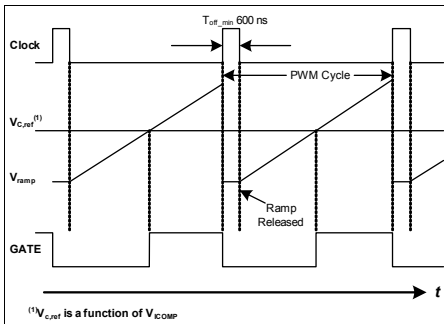 T_off_min 600 ns
Clock
PWM Cycle
V_C,ref^(1)
V_ramp
Ramp
Released
GATE
t
^(1)V_c,ref is a function of V_ICOMP